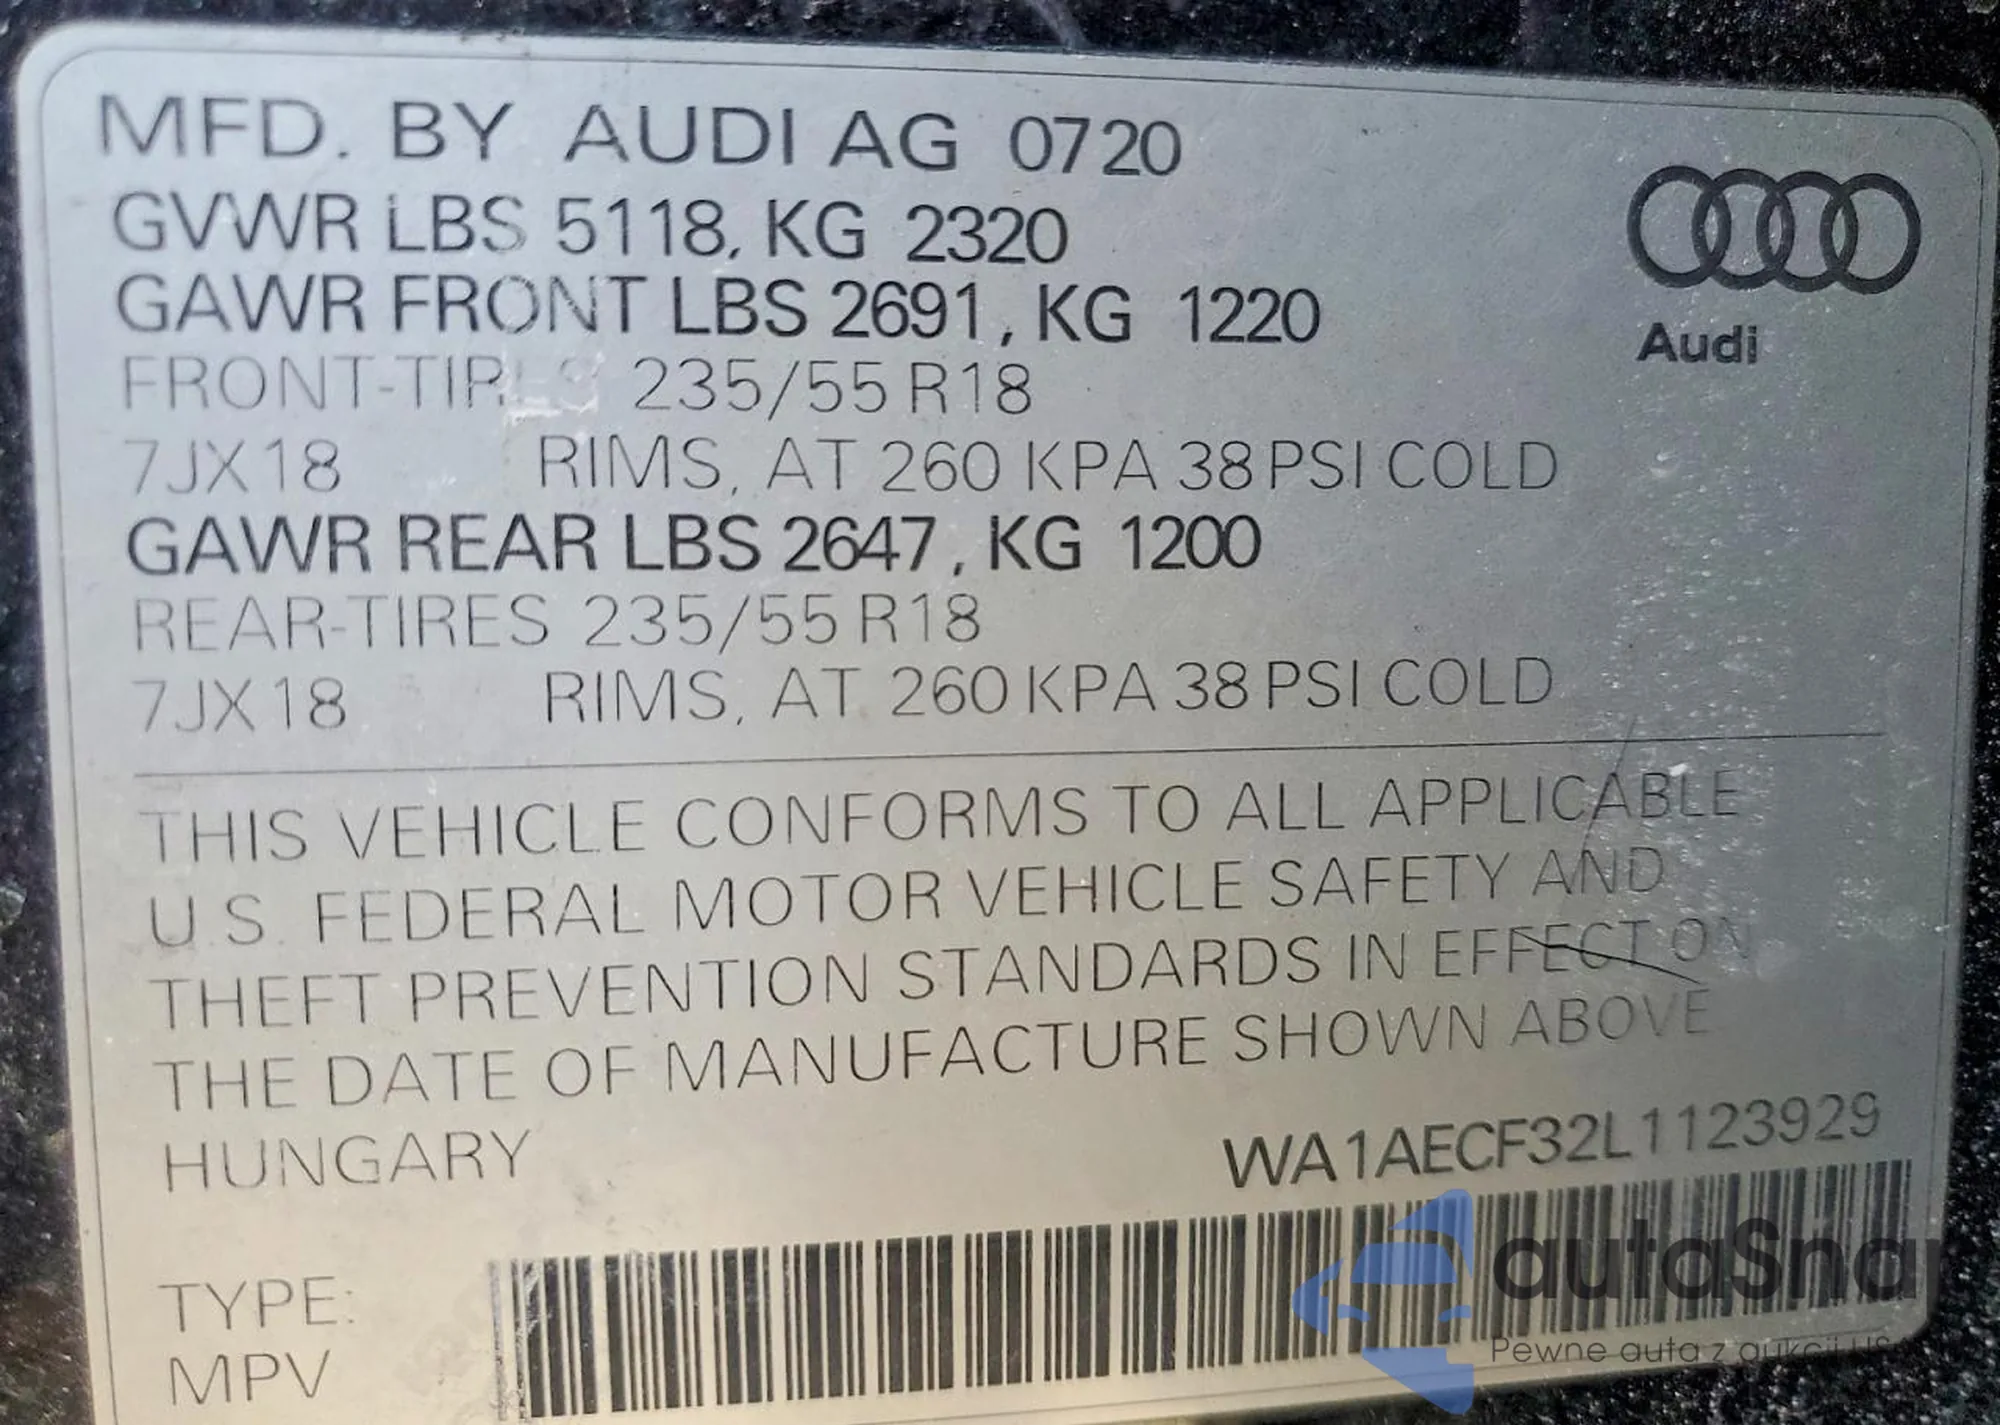 MFD. BY AUDI AG 0720
GVWR LBS 5118, KG 2320
GAWR FRONT LBS 2691, KG 1220
FRONT-TIRES 235/55 R18
7JX18 RIMS, AT 260 KPA 38 PSI COLD
GAWR REAR LBS 2647, KG 1200
REAR-TIRES 235/55 R18
7JX18 RIMS, AT 260 KPA 38 PSI COLD
Audi
THIS VEHICLE CONFORMS TO ALL APPLICABLE
U.S. FEDERAL MOTOR VEHICLE SAFETY AND
THEFT PREVENTION STANDARDS IN EFFECT ON
THE DATE OF MANUFACTURE SHOWN ABOVE
HUNGARY WA1AECF32L1123929
TYPE:
MPV
autaSnar
Pewne auta z aukcji USA